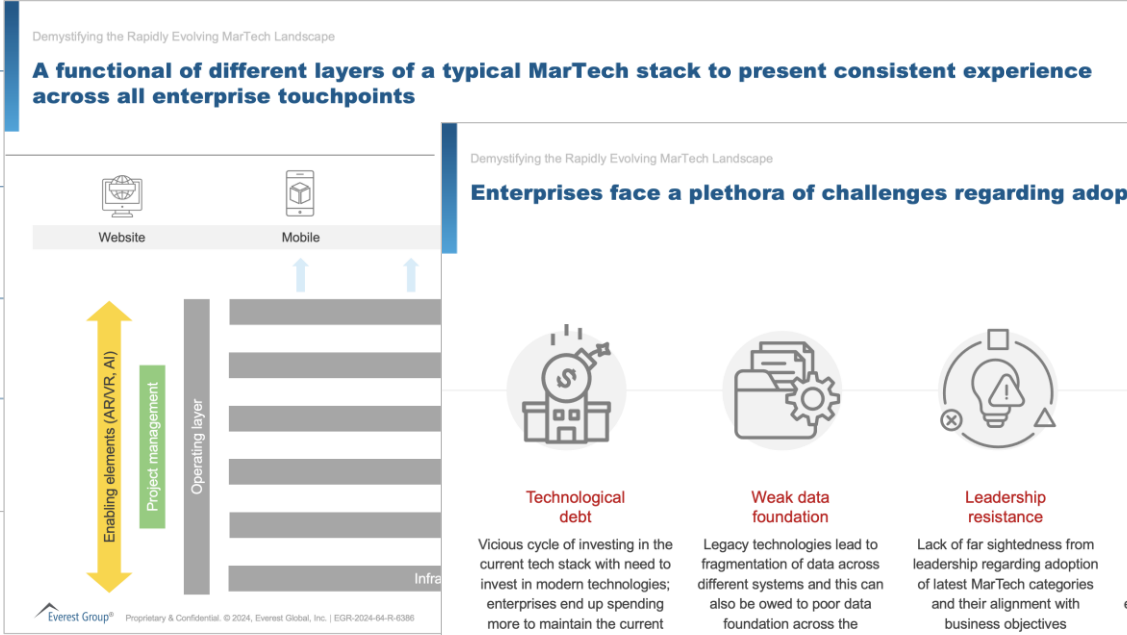 Demystifying the Rapidly Evolving MarTech Landscape
A functional of different layers of a typical MarTech stack to present consistent experience
across all enterprise touchpoints
Website
Mobile
Enabling elements (AR/VR, AI)
Project management
Operating layer
Infra
Everest Group®
Proprietary & Confidential. © 2024, Everest Global, Inc. | EGR-2024-64-R-6386
Demystifying the Rapidly Evolving MarTech Landscape
Enterprises face a plethora of challenges regarding adop
Technological
debt
Vicious cycle of investing in the
current tech stack with need to
invest in modern technologies;
enterprises end up spending
more to maintain the current
Weak data
foundation
Legacy technologies lead to
fragmentation of data across
different systems and this can
also be owed to poor data
foundation across the
Leadership
resistance
Lack of far sightedness from
leadership regarding adoption
of latest MarTech categories
and their alignment with
business objectives